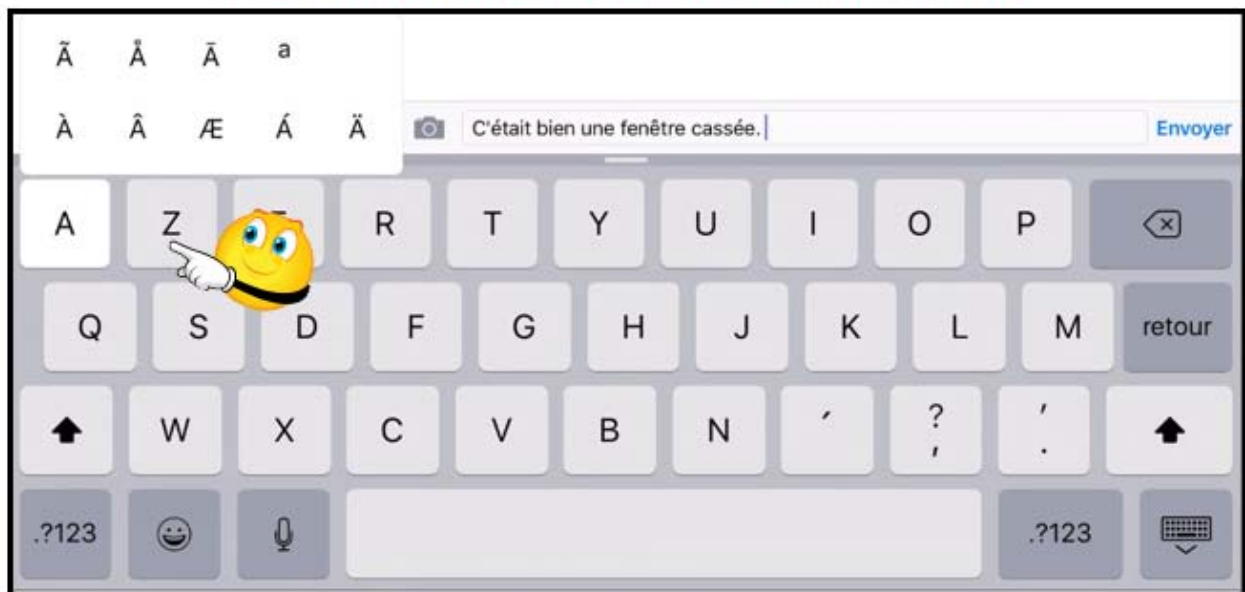 Ã Å Ā ª
À Â Æ Á Ä
C'était bien une fenêtre cassée.
Envoyer
A Z R T Y U I O P
Q S D F G H J K L M retour
W X C V B N ´ ? , ' .
.?123 .?123